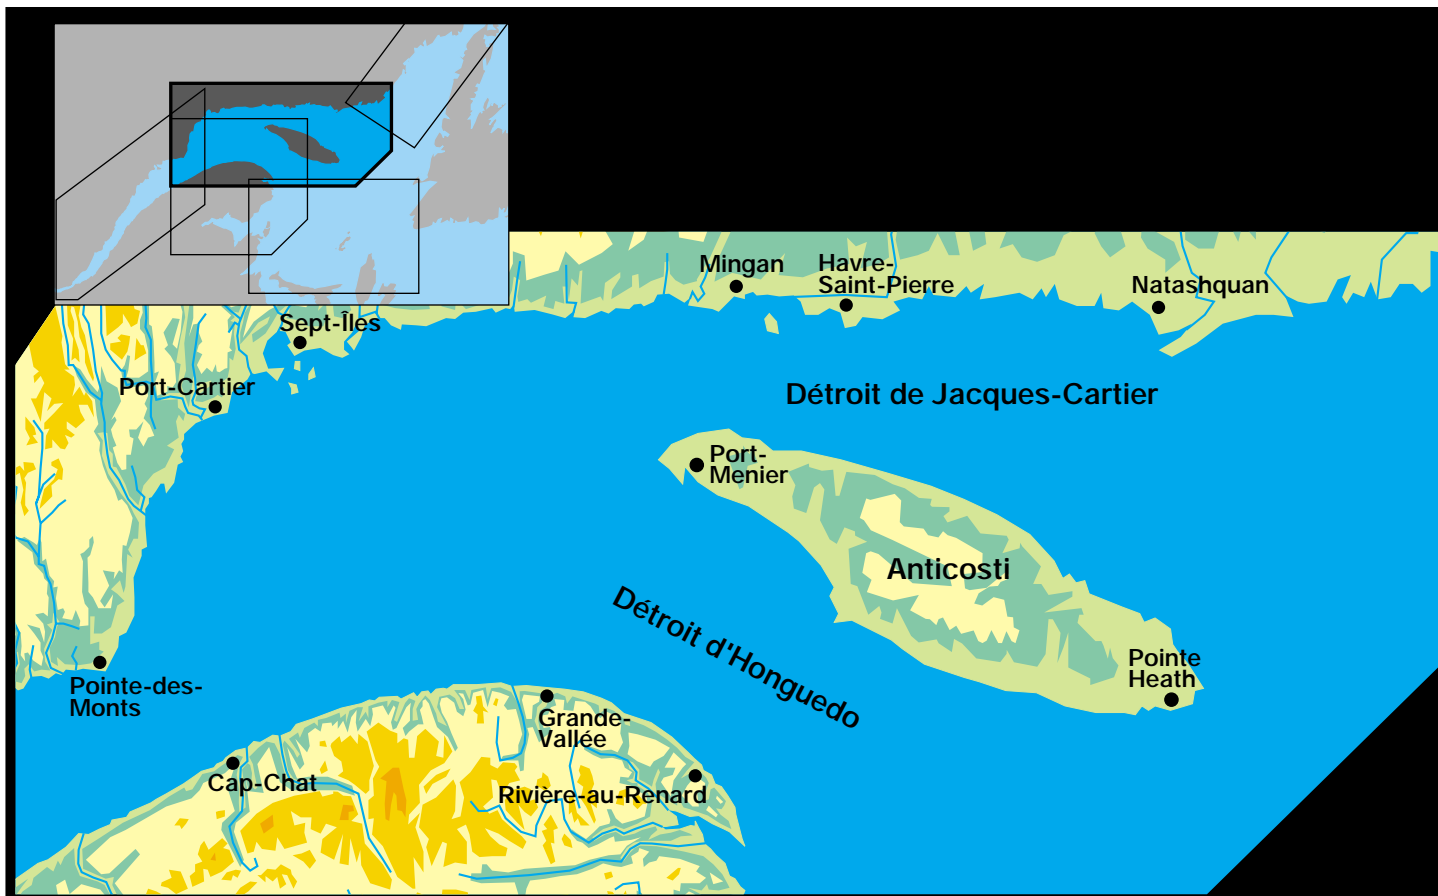 Mingan
Havre-
Saint-Pierre
Natashquan
Sept-Îles
Port-Cartier
Détroit de Jacques-Cartier
Port-
Menier
Anticosti
Détroit d'Honguedo
Pointe
Heath
Pointe-des-
Monts
Grande-
Vallée
Cap-Chat
Rivière-au-Renard